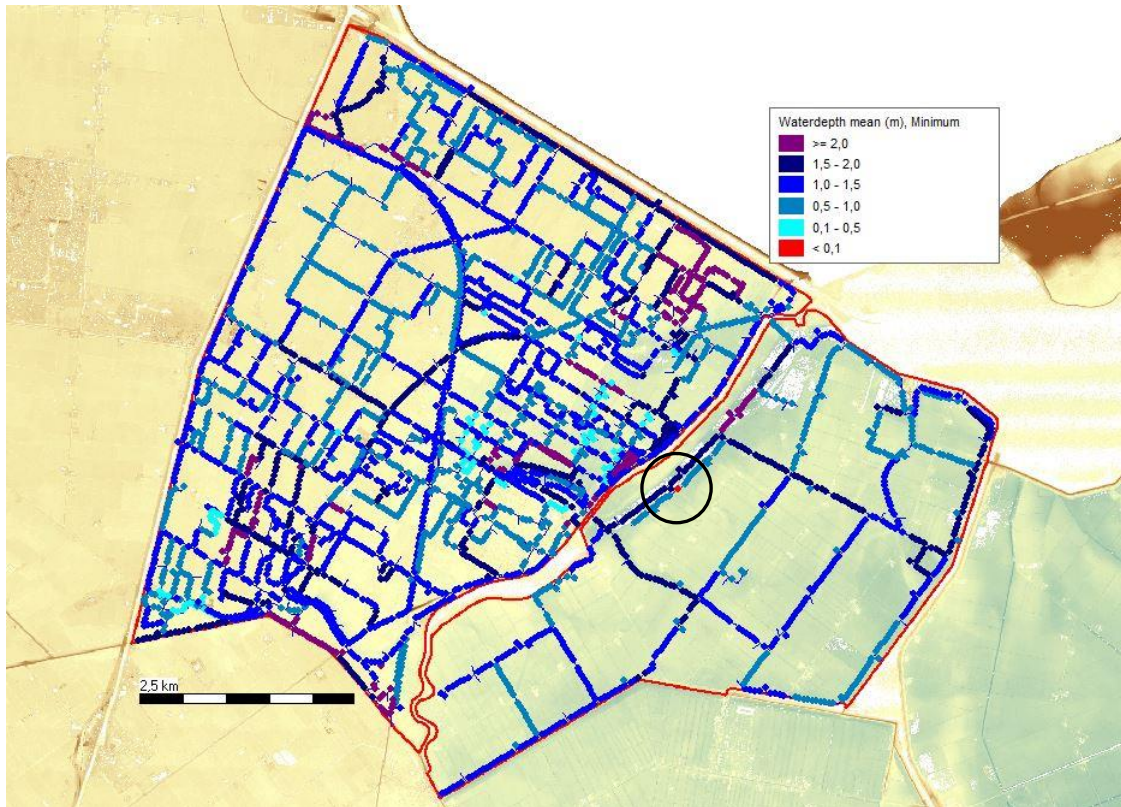 Waterdepth mean (m), Minimum
>= 2,0
1,5 - 2,0
1,0 - 1,5
0,5 - 1,0
0,1 - 0,5
< 0,1
2,5 km